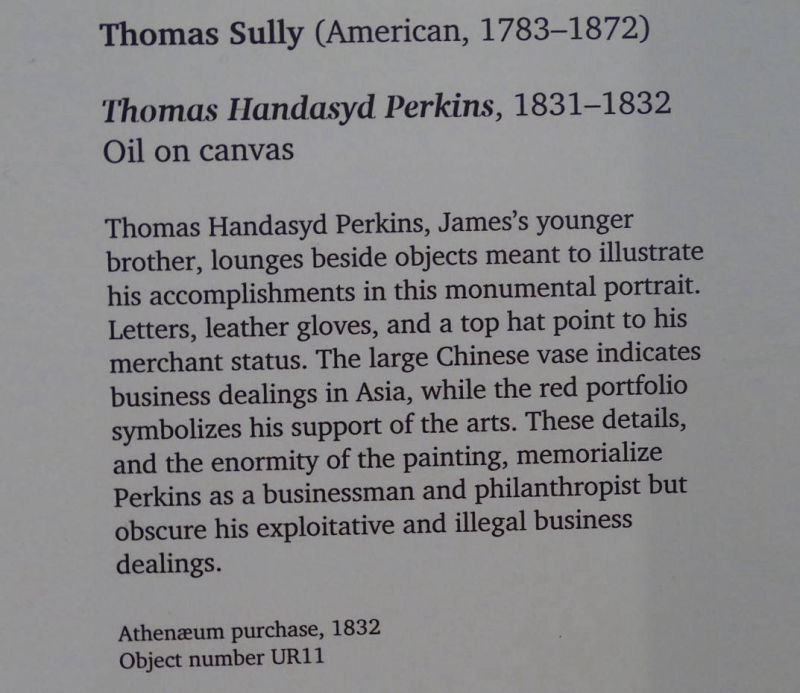 Thomas Sully (American, 1783–1872)
Thomas Handasyd Perkins, 1831–1832
Oil on canvas
Thomas Handasyd Perkins, James’s younger
brother, lounges beside objects meant to illustrate
his accomplishments in this monumental portrait.
Letters, leather gloves, and a top hat point to his
merchant status. The large Chinese vase indicates
business dealings in Asia, while the red portfolio
symbolizes his support of the arts. These details,
and the enormity of the painting, memorialize
Perkins as a businessman and philanthropist but
obscure his exploitative and illegal business
dealings.
Athenæum purchase, 1832
Object number UR11